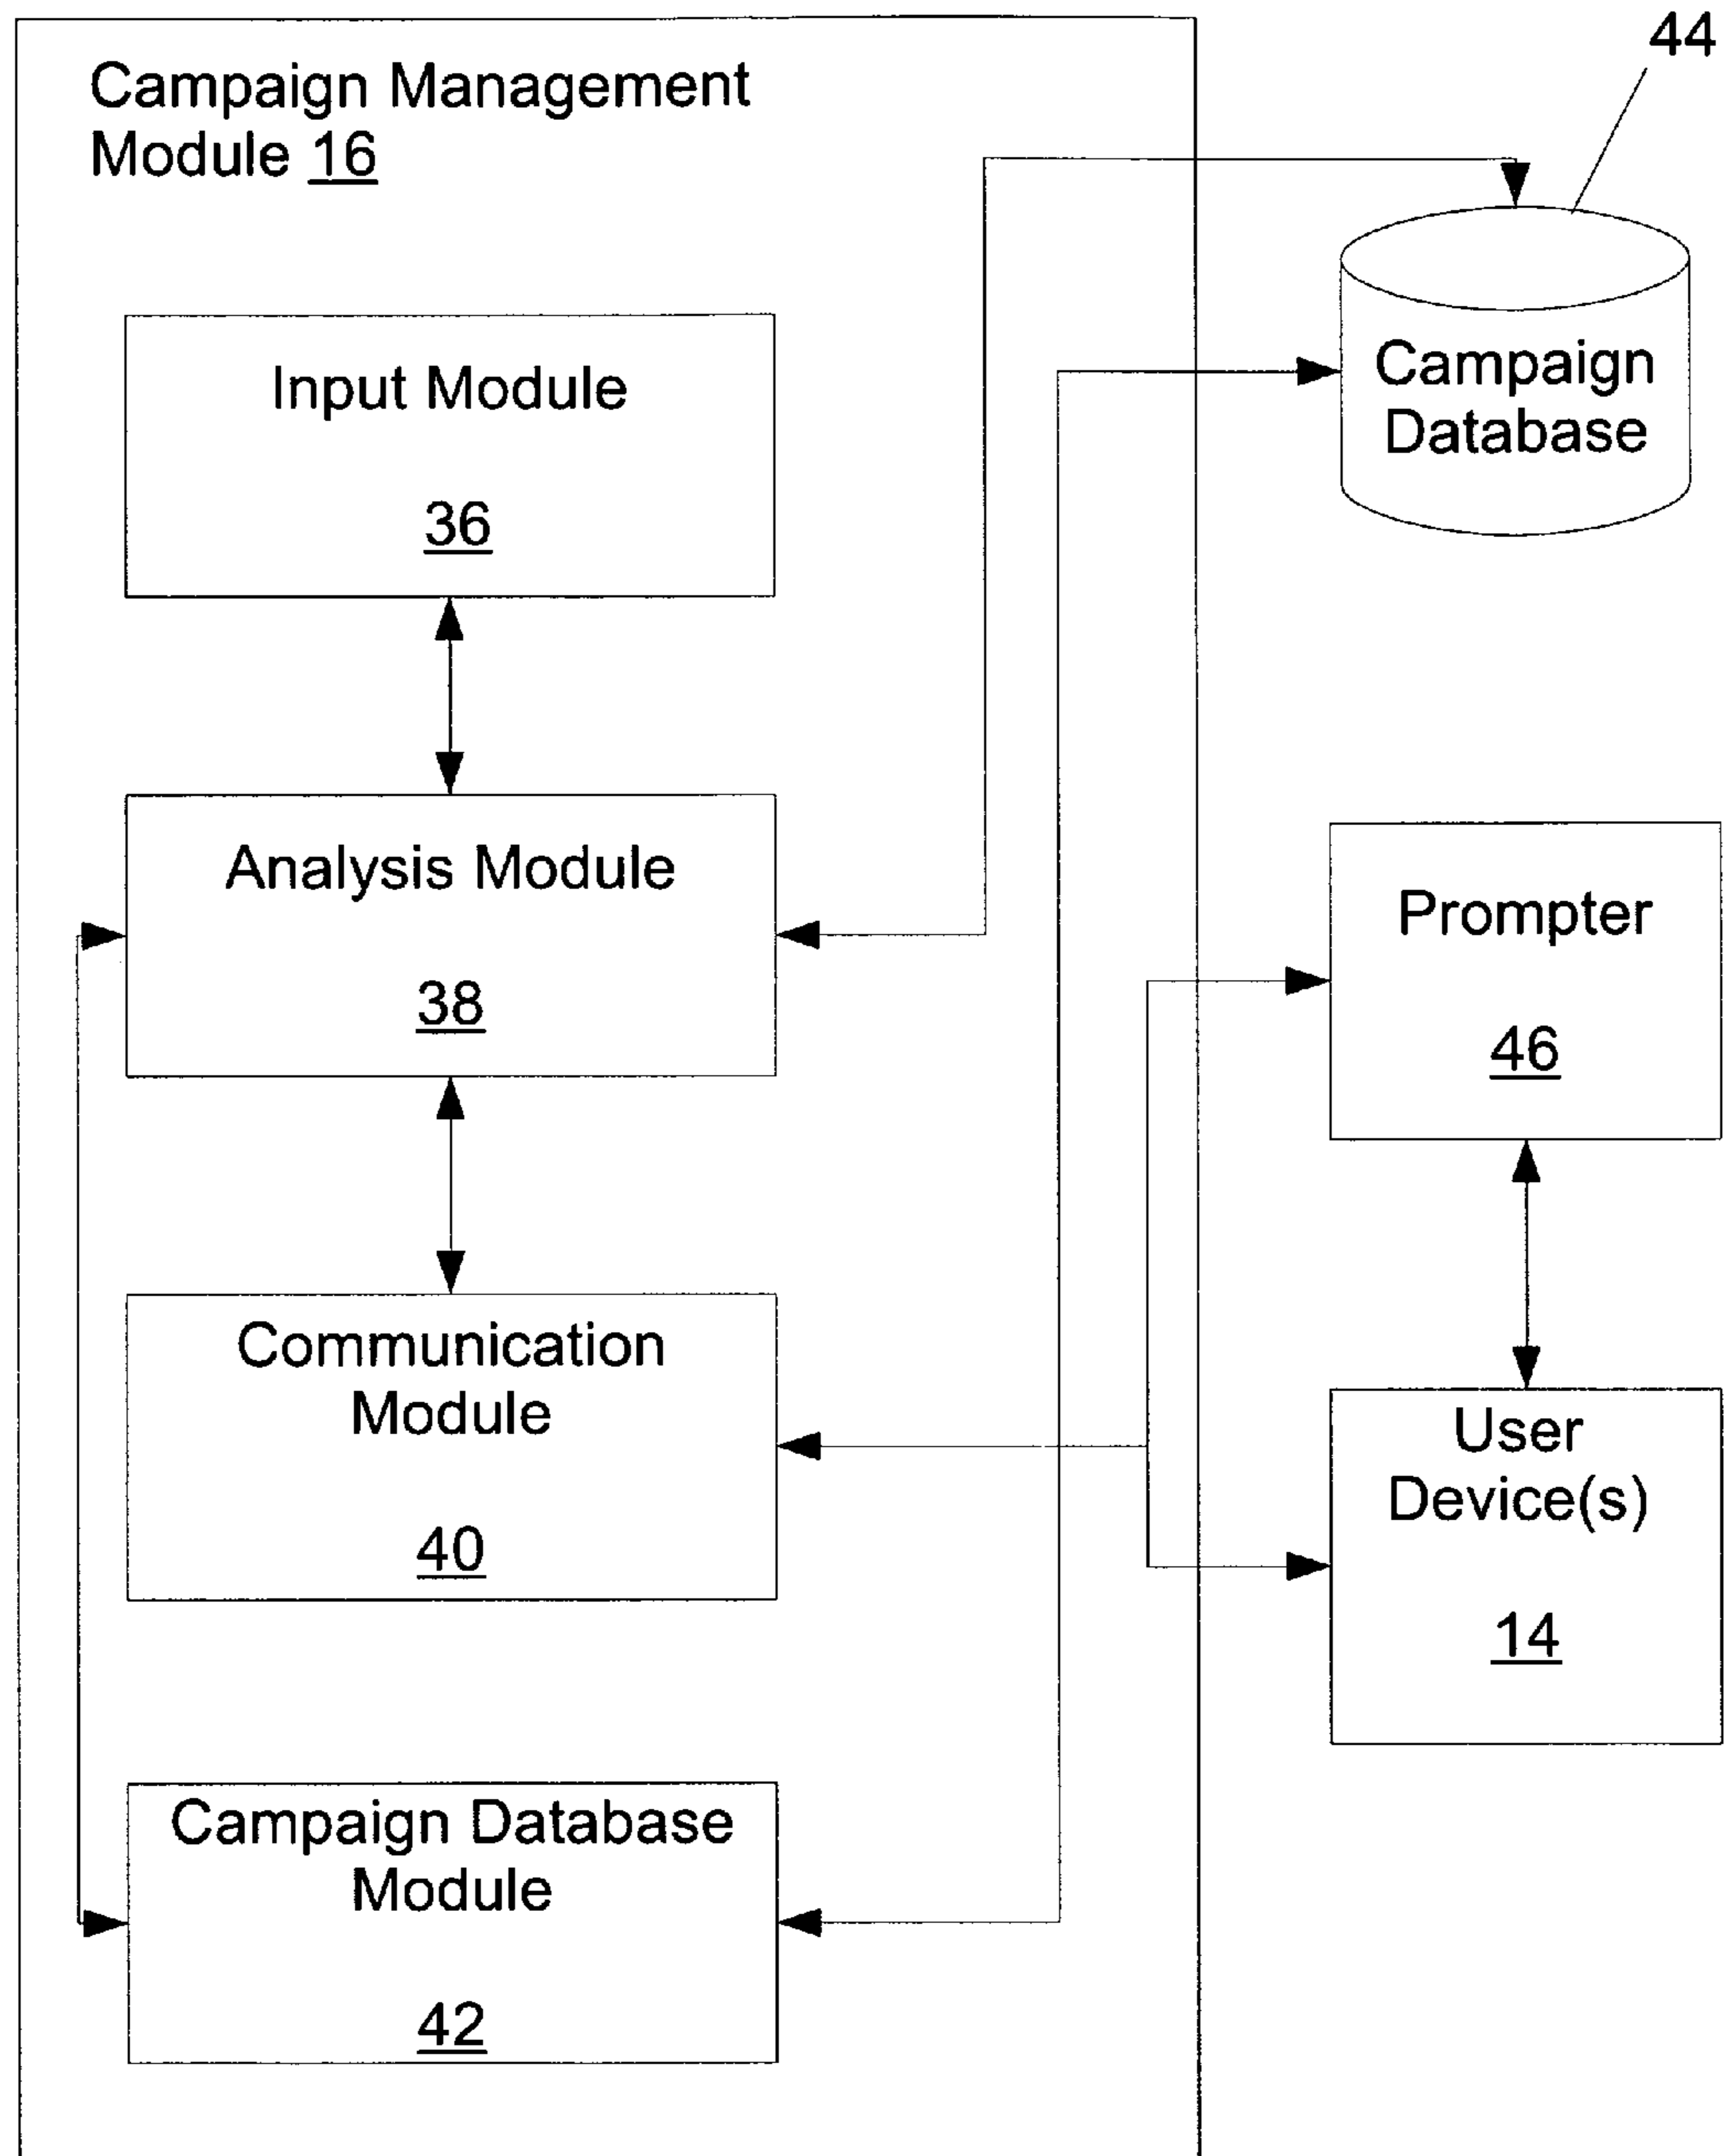 Campaign Management
Module 16
44
Input Module
36
Campaign
Database
Analysis Module
38
Prompter
46
Communication
Module
40
User
Device(s)
14
Campaign Database
Module
42